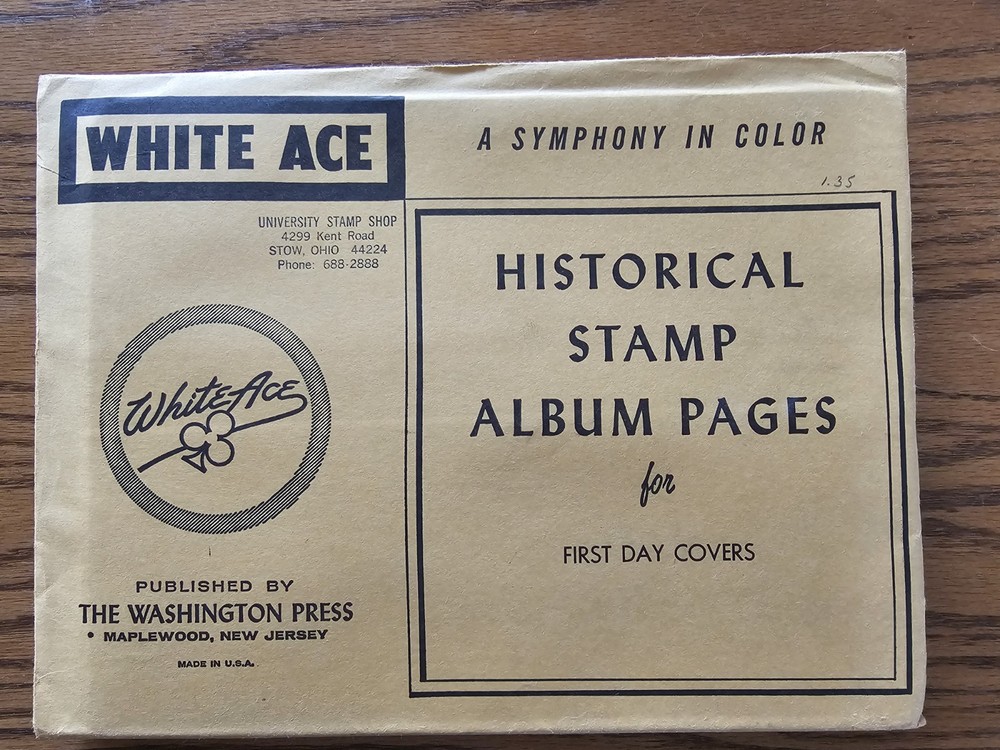 WHITE ACE
A SYMPHONY IN COLOR
1.35
UNIVERSITY STAMP SHOP
4299 Kent Road
STOW, OHIO 44224
Phone: 688-2888
White Ace
PUBLISHED BY
THE WASHINGTON PRESS
• MAPLEWOOD, NEW JERSEY
MADE IN U.S.A.
HISTORICAL
STAMP
ALBUM PAGES
for
FIRST DAY COVERS